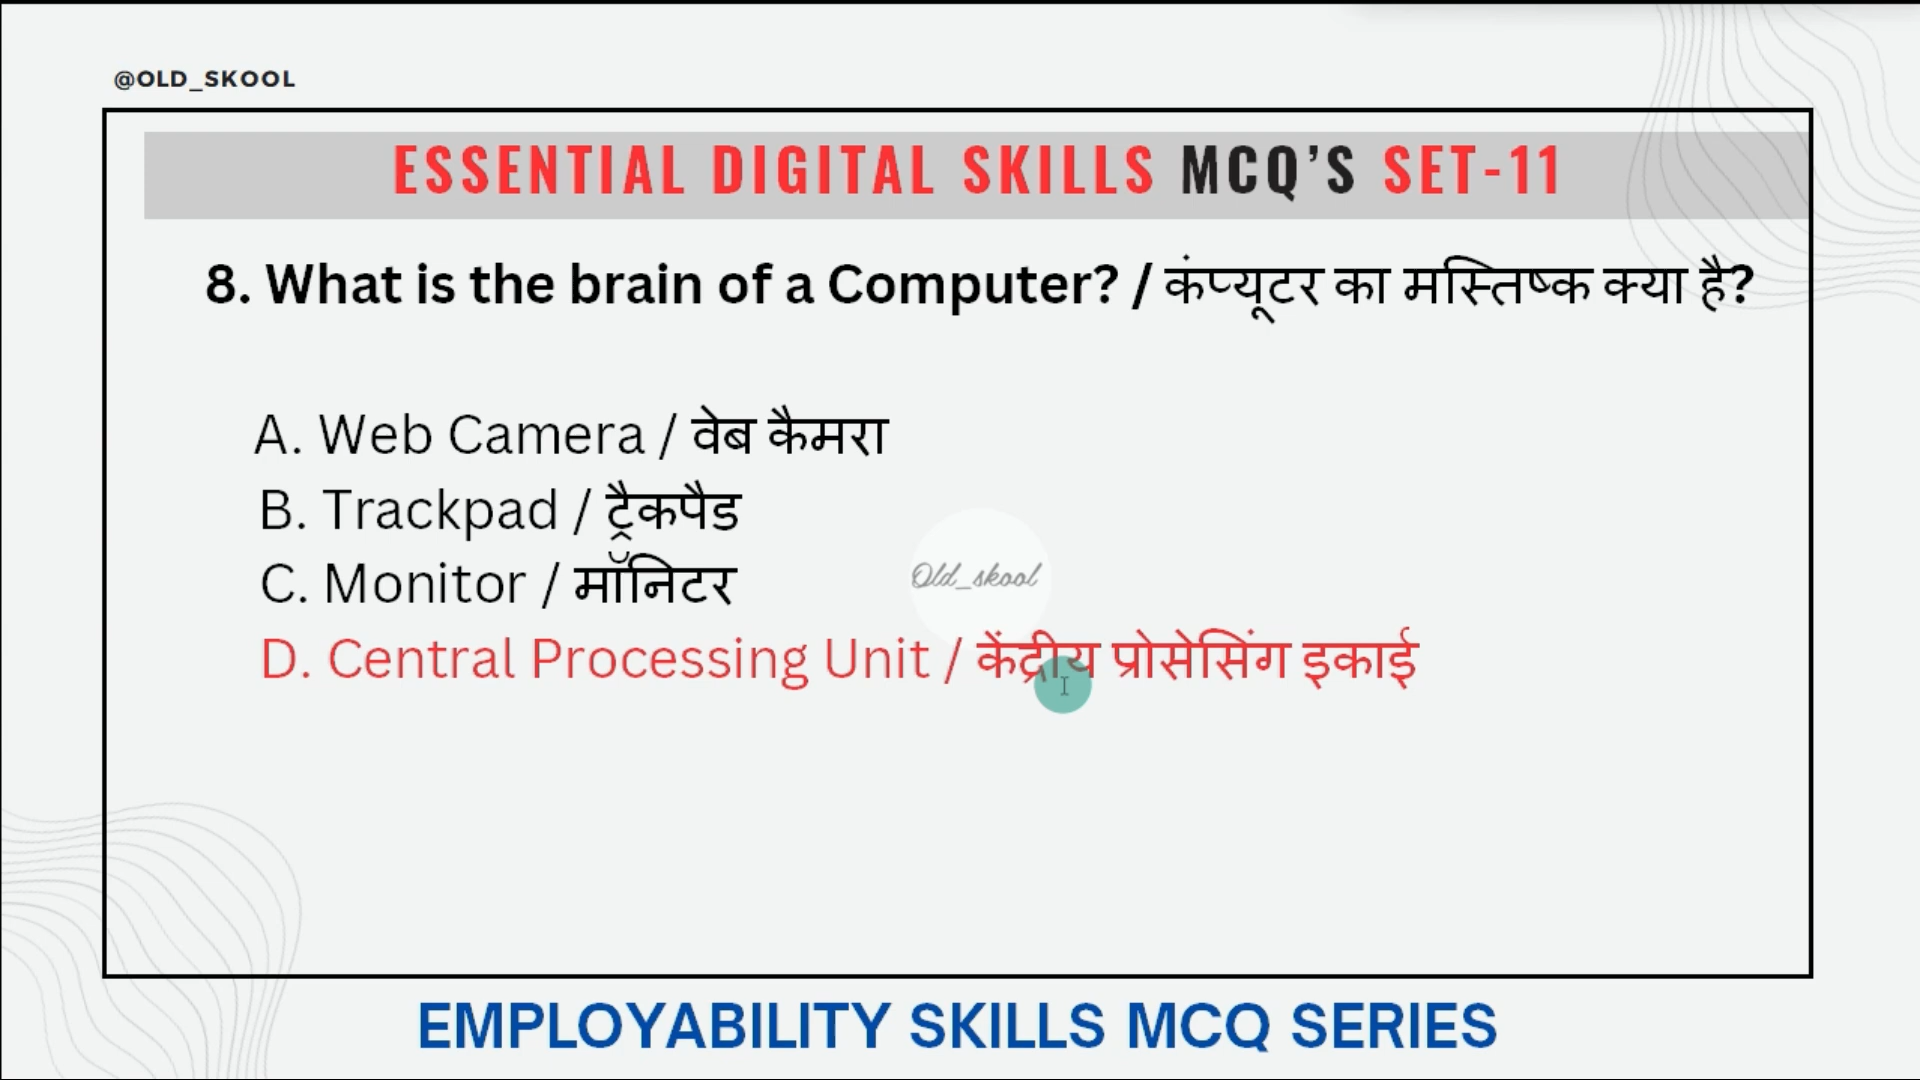 @OLD_SKOOL
ESSENTIAL DIGITAL SKILLS MCQ'S SET-11
8. What is the brain of a Computer? / कंप्यूटर का मस्तिष्क क्या है?
A. Web Camera / वेब कैमरा
B. Trackpad / ट्रैकपैड
C. Monitor / मॉनिटर
Old_skool
D. Central Processing Unit / केंद्रीय प्रोसेसिंग इकाई
EMPLOYABILITY SKILLS MCQ SERIES